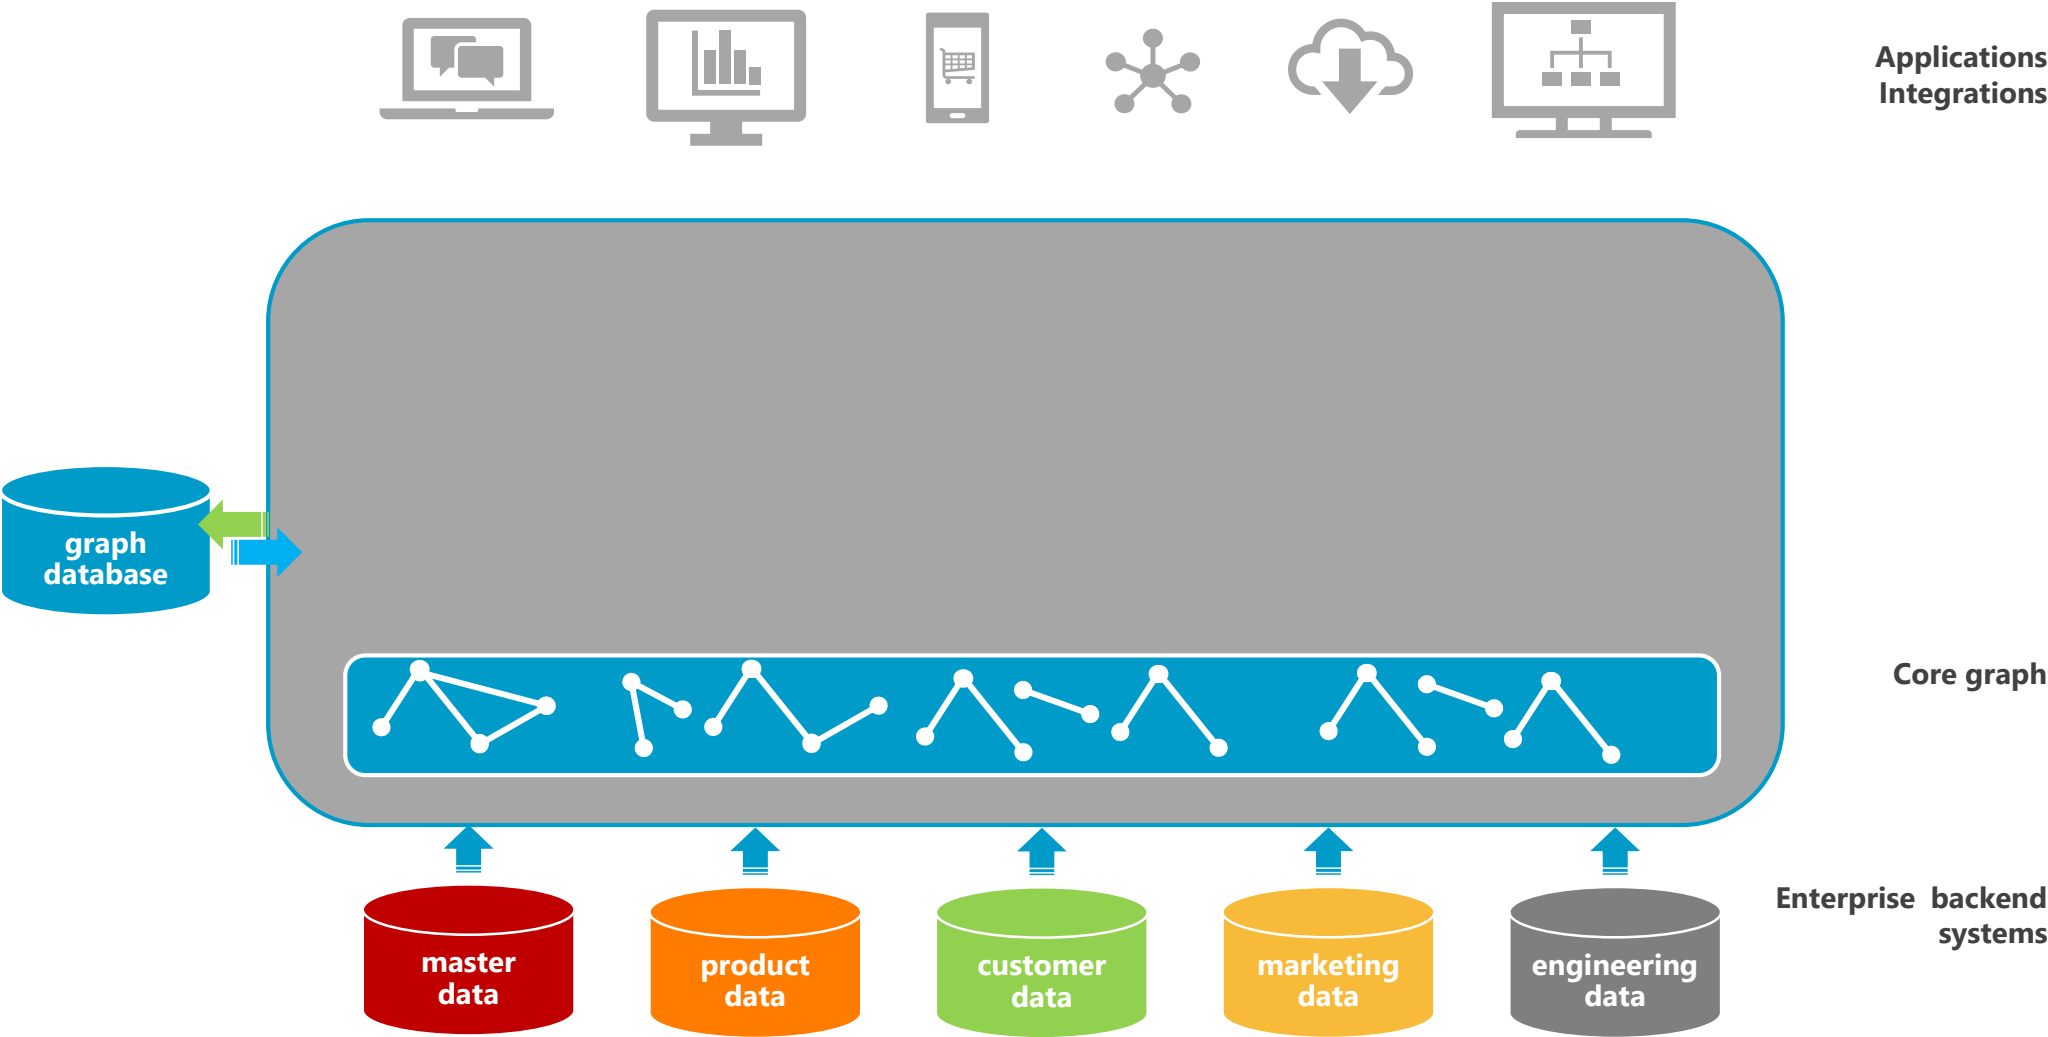 Applications
Integrations
graph
database
Core graph
Enterprise backend
systems
master
data
product
data
customer
data
marketing
data
engineering
data